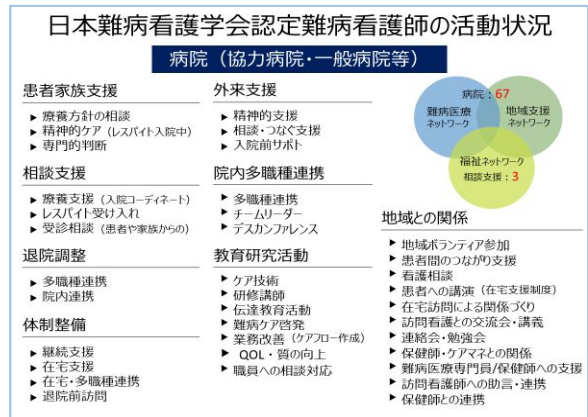 日本難病看護学会認定難病看護師の活動状況
病院（協力病院・一般病院等）
患者家族支援
▶ 療養方針の相談
▶ 精神的ケア（レスパイト入院中）
▶ 専門的判断
相談支援
▶ 療養支援（入院コーディネート）
▶ レスパイト受け入れ
▶ 受診相談（患者や家族からの）
退院調整
▶ 多職種連携
▶ 院内連携
体制整備
▶ 継続支援
▶ 在宅支援
▶ 在宅・多職種連携
▶ 退院前訪問
外来支援
▶ 精神的支援
▶ 相談・つなぐ支援
▶ 入院前サポト
院内多職種連携
▶ 多職種連携
▶ チームリーダー
▶ デスカンファレンス
教育研究活動
▶ ケア技術
▶ 研修講師
▶ 伝達教育活動
▶ 難病ケア啓発
▶ 業務改善（ケアフロー作成）
▶ QOL・質の向上
▶ 職員への相談対応
病院：67
難病医療
ネットワーク
地域支援
ネットワーク
福祉ネットワーク
相談支援：3
地域との関係
▶ 地域ボランティア参加
▶ 患者間のつながり支援
▶ 看護相談
▶ 患者への講演（在宅支援制度）
▶ 在宅訪問による関係づくり
▶ 訪問看護との交流会・講義
▶ 連絡会・勉強会
▶ 保健師・ケアマネとの関係
▶ 難病医療専門員/保健師への支援
▶ 訪問看護師への助言・連携
▶ 保健師との連携